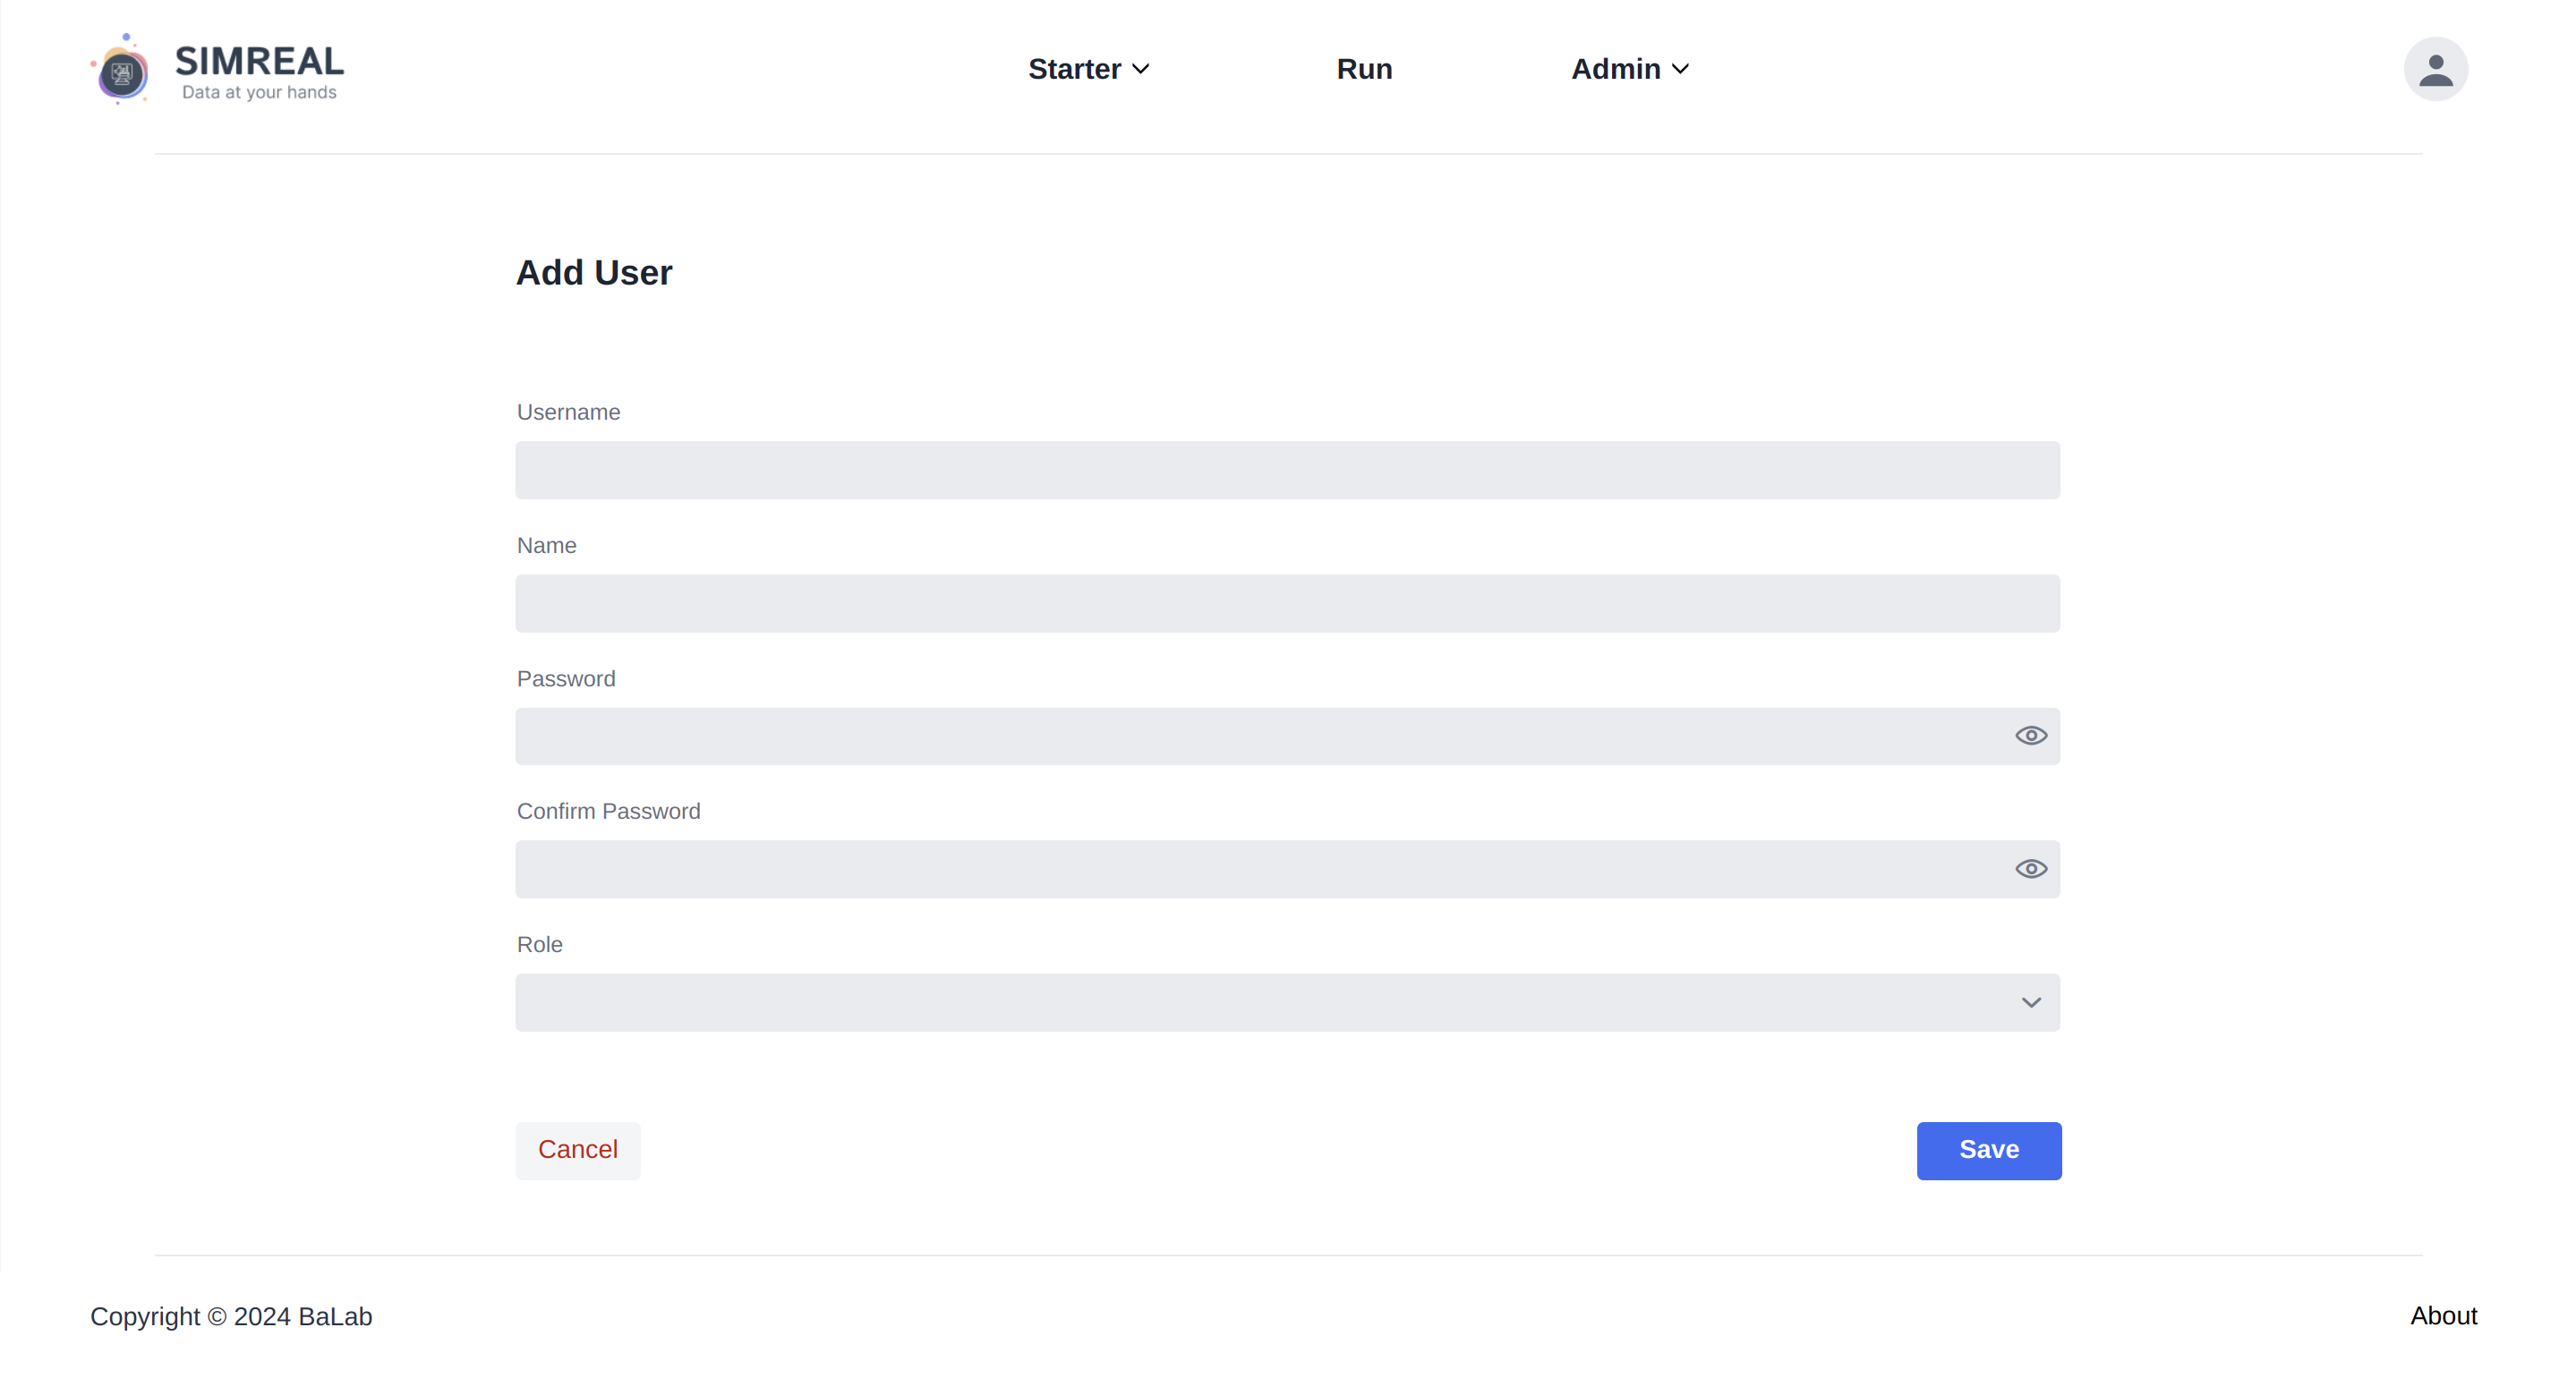 SIMREAL
Data at your hands
Starter
Run
Admin
Add User
Username
Name
Password
Confirm Password
Role
Cancel
Save
Copyright © 2024 BaLab
About